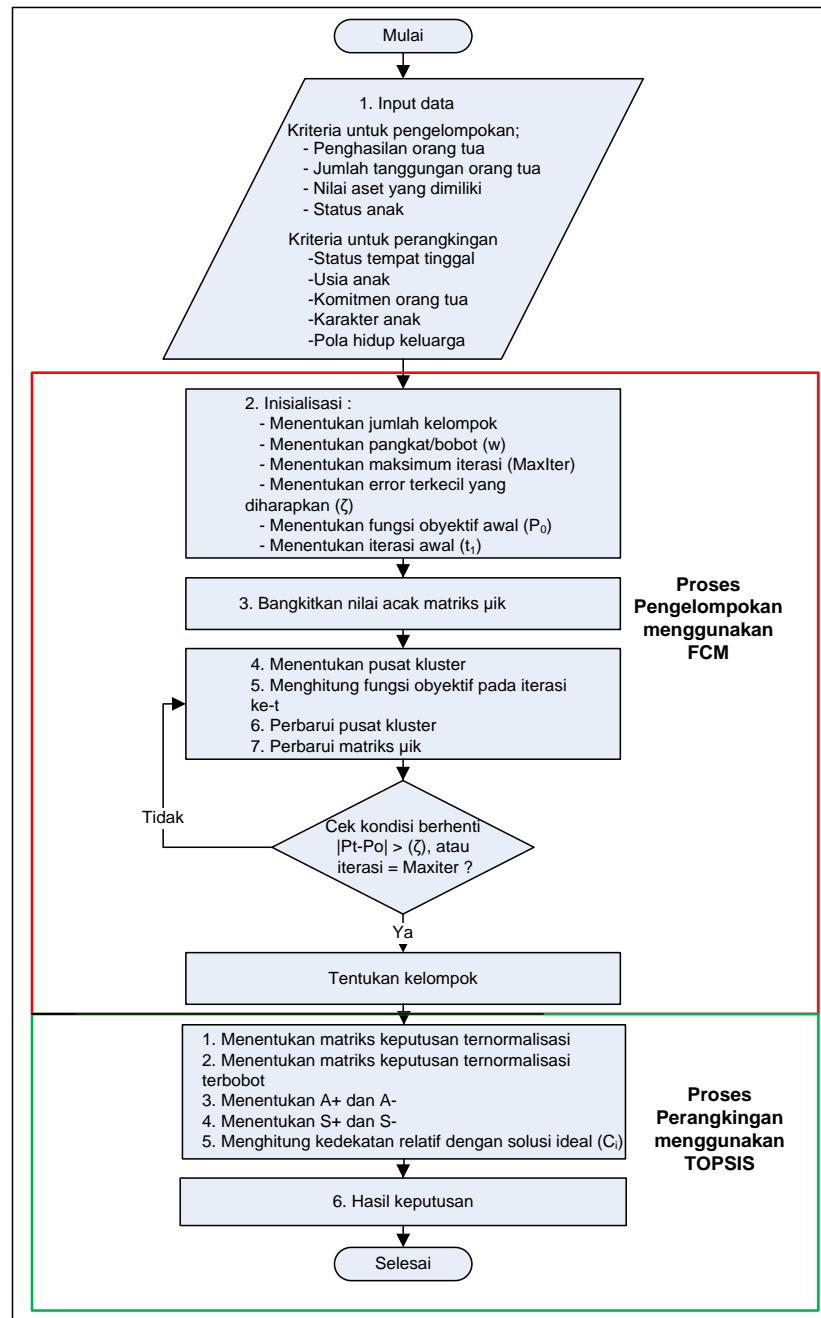 Mulai
1. Input data
Kriteria untuk pengelompokan;
- Penghasilan orang tua
- Jumlah tanggungan orang tua
- Nilai aset yang dimiliki
- Status anak
Kriteria untuk perangkingan
-Status tempat tinggal
-Usia anak
-Komitmen orang tua
-Karakter anak
-Pola hidup keluarga
2. Inisialisasi :
- Menentukan jumlah kelompok
- Menentukan pangkat/bobot (w)
- Menentukan maksimum iterasi (MaxIter)
- Menentukan error terkecil yang
diharapkan (ζ)
- Menentukan fungsi obyektif awal (P₀)
- Menentukan iterasi awal (t₁)
3. Bangkitkan nilai acak matriks µik
Proses
Pengelompokan
menggunakan
FCM
4. Menentukan pusat kluster
5. Menghitung fungsi obyektif pada iterasi
ke-t
6. Perbarui pusat kluster
7. Perbarui matriks µik
Tidak
Cek kondisi berhenti
|Pt-Po| > (ζ), atau
iterasi = Maxiter ?
Ya
Tentukan kelompok
1. Menentukan matriks keputusan ternormalisasi
2. Menentukan matriks keputusan ternormalisasi
terbobot
3. Menentukan A+ dan A-
4. Menentukan S+ dan S-
5. Menghitung kedekatan relatif dengan solusi ideal (Cᵢ)
Proses
Perangkingan
menggunakan
TOPSIS
6. Hasil keputusan
Selesai